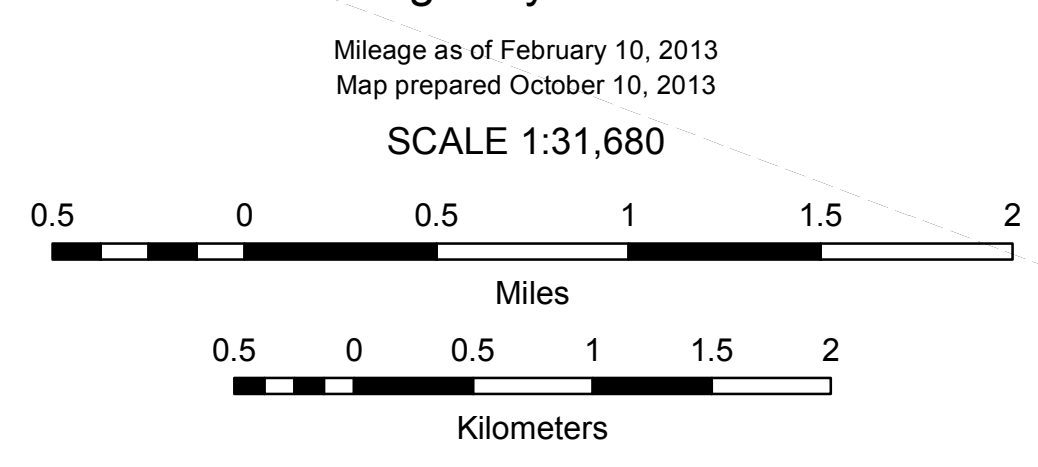 Mileage as of February 10, 2013
Map prepared October 10, 2013
SCALE 1:31,680
0.5 0 0.5 1 1.5 2
Miles
0.5 0 0.5 1 1.5 2
Kilometers